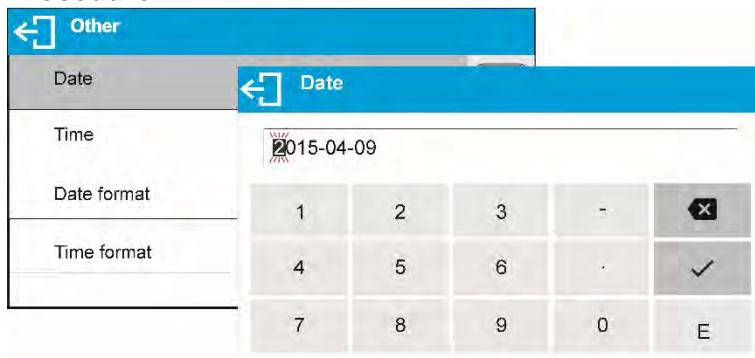 Other
Date
Time
Date format
Time format
Date
2015-04-09
1 2 3 -
4 5 6 .
7 8 9 0 E